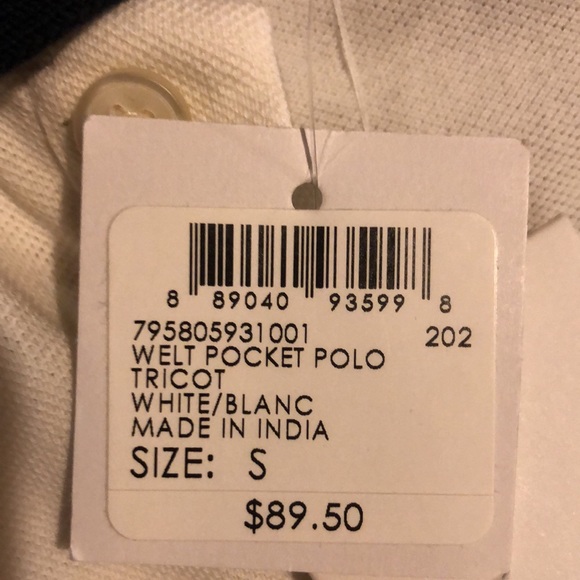 8 89040 93599 8
795805931001 202
WELT POCKET POLO
TRICOT
WHITE/BLANC
MADE IN INDIA
SIZE: S
$89.50